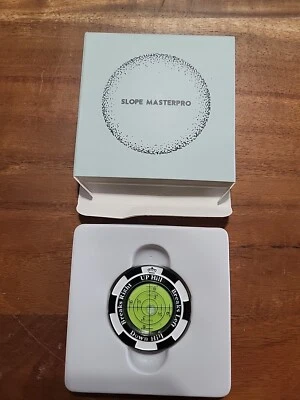 SLOPE MASTERPRO
UP Hill
Breaks Right
Breaks Left
Down Hill